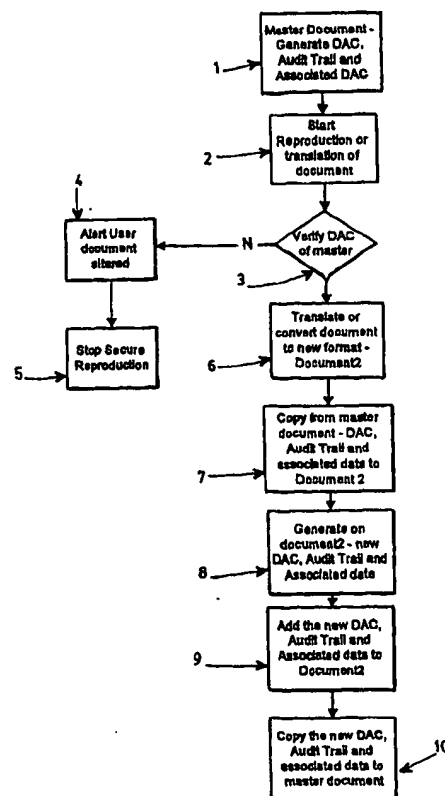 Master Document -
Generate DAC,
Audit Trail and
Associated DAC
1
Start
Reproduction or
translation of
document
2
4
Alert User
document
altered
N
Verify DAC
of master
3
Stop Secure
Reproduction
5
Translate or
convert document
to new format -
Document2
6
Copy from master
document - DAC,
Audit Trail and
associated data to
Document 2
7
Generate on
document2 - new
DAC, Audit Trail and
Associated data
8
Add the new DAC,
Audit Trail and
Associated data to
Document2
9
Copy the new DAC,
Audit Trail and
associated data to
master document
10